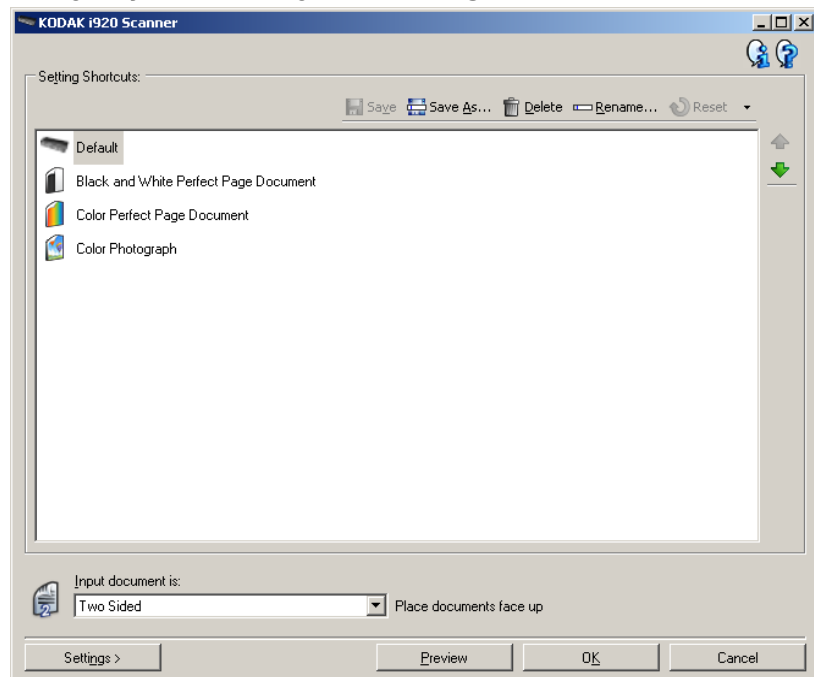 KODAK i920 Scanner
Setting Shortcuts:
Save Save As... Delete Rename... Reset
Default
Black and White Perfect Page Document
Color Perfect Page Document
Color Photograph
Input document is:
2 Two Sided Place documents face up
Settings > Preview OK Cancel